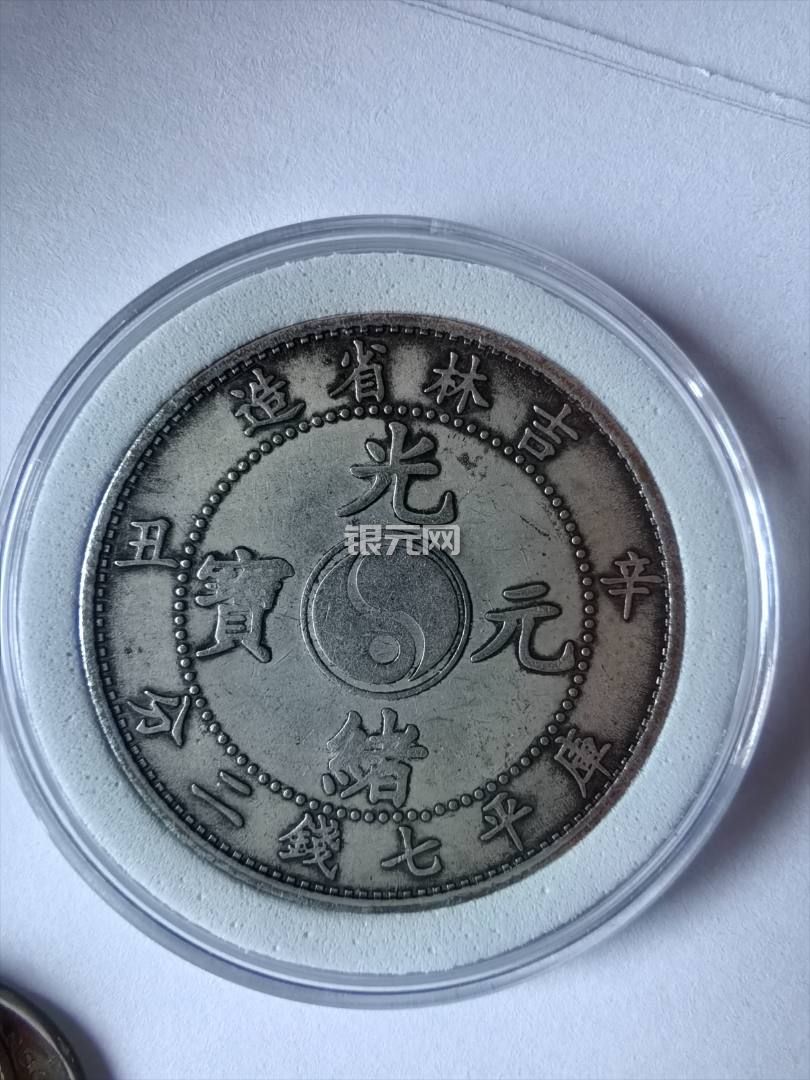 吉林省造
辛丑
光緒元寶
庫平七錢二分
银元网